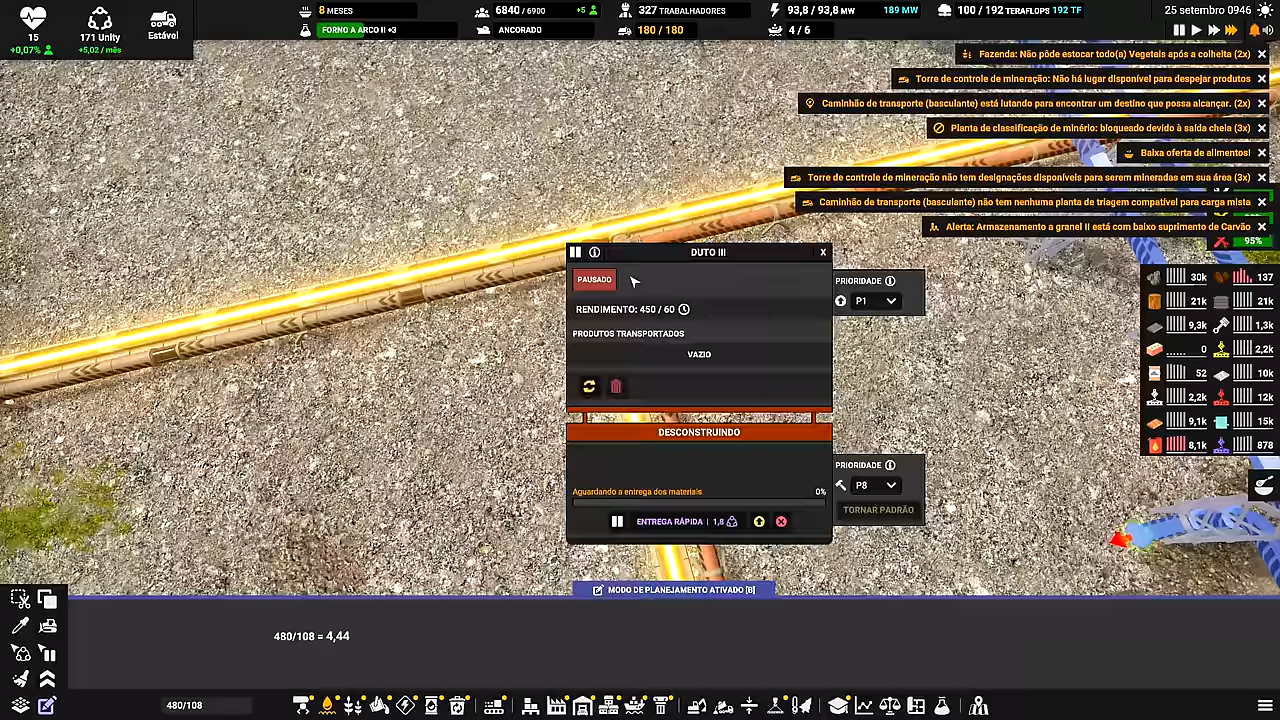 8 MESES
6840 / 6900 +5
327 TRABALHADORES
93,8 / 93,8 MW 189 MW
100 / 192 TERAFLOPS 192 TF
25 setembro 0946
15
+0,07%
171 Unity
+5,02 / mês
Estável
FORNO A ARCO II +3
ANCORADO
180 / 180
4 / 6
Fazenda: Não pôde estocar todo(a) Vegetais após a colheita (2x)
Torre de controle de mineração: Não há lugar disponível para despejar produtos
Caminhão de transporte (basculante) está lutando para encontrar um destino que possa alcançar. (2x)
Planta de classificação de minério: bloqueado devido à saída cheia (3x)
Baixa oferta de alimentos!
Torre de controle de mineração não tem designações disponíveis para serem mineradas em sua área (3x)
Caminhão de transporte (basculante) não tem nenhuma planta de triagem compatível para carga mista
Alerta: Armazenamento a granel II está com baixo suprimento de Carvão
95%
DUTO III
X
PAUSADO
RENDIMENTO: 450 / 60
PRODUTOS TRANSPORTADOS
VAZIO
PRIORIDADE
P1
DESCONSTRUINDO
Aguardando a entrega dos materiais 0%
ENTREGA RÁPIDA | 1,8
PRIORIDADE
P8
TORNAR PADRÃO
30k 137
21k 21k
9,3k 1,3k
0 2,2k
52 10k
2,2k 12k
9,1k 15k
8,1k 878
MODO DE PLANEJAMENTO ATIVADO [B]
480/108 = 4,44
480/108